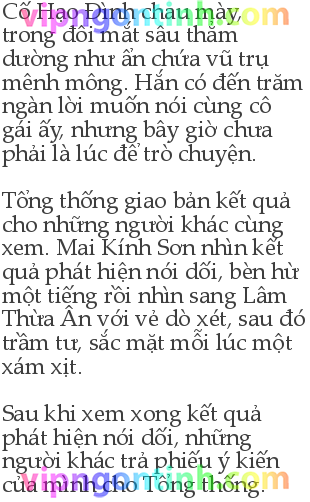 vipngontinh.com
Cố Hạo Đình chau mày,
trong đôi mắt sâu thẳm
dường như ẩn chứa vũ trụ
mênh mông. Hắn có đến trăm
ngàn lời muốn nói cùng cô
gái ấy, nhưng bây giờ chưa
phải là lúc để trò chuyện.
Tổng thống giao bản kết quả
cho những người khác cùng
xem. Mai Kính Sơn nhìn kết
quả phát hiện nói dối, bèn hừ
một tiếng rồi nhìn sang Lâm
Thừa Ân với vẻ dò xét, sau đó
trầm tư, sắc mặt mỗi lúc một
xám xịt.
Sau khi xem xong kết quả
vipngontinh.com
phát hiện nói dối, những
người khác trả phiếu ý kiến
của mình cho Tổng thống.
vipngontinh.com